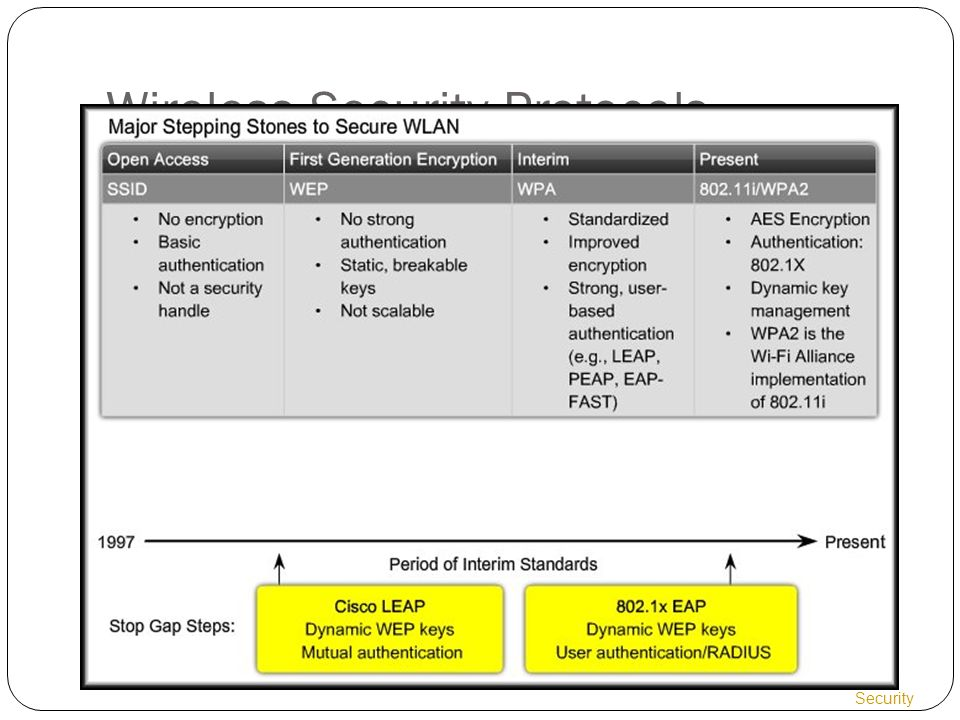 Wireless Security Protocols
Major Stepping Stones to Secure WLAN
Open Access
First Generation Encryption
Interim
Present
SSID
WEP
WPA
802.11i/WPA2
• No encryption
• Basic
authentication
• Not a security
handle
• No strong
authentication
• Static, breakable
keys
• Not scalable
• Standardized
• Improved
encryption
• Strong, user-
based
authentication
(e.g., LEAP,
PEAP, EAP-
FAST)
• AES Encryption
• Authentication:
802.1X
• Dynamic key
management
• WPA2 is the
Wi-Fi Alliance
implementation
of 802.11i
1997
Present
Period of Interim Standards
Stop Gap Steps:
Cisco LEAP
Dynamic WEP keys
Mutual authentication
802.1x EAP
Dynamic WEP keys
User authentication/RADIUS
Security